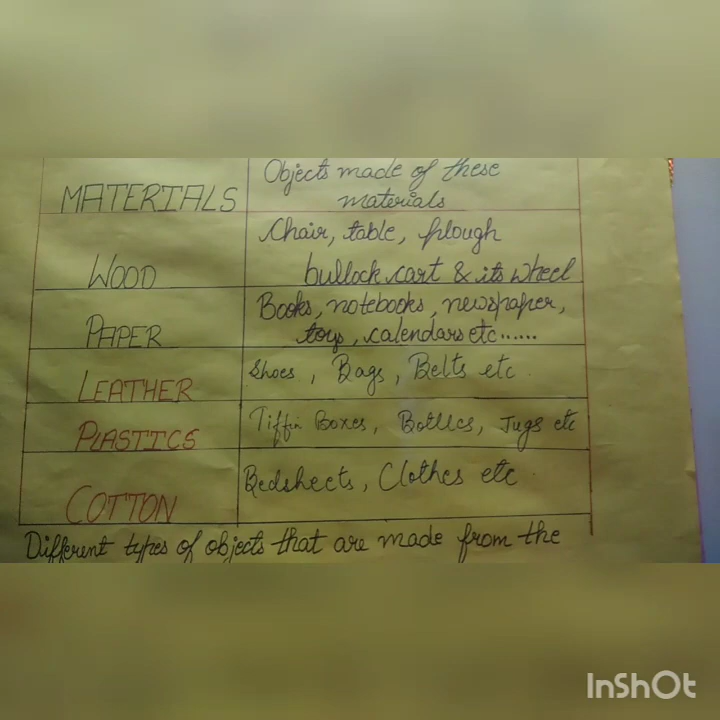 MATERIALS
Objects made of these
materials
WOOD
Chair, table, plough
bullock cart & its wheel
PAPER
Books, notebooks, newspaper,
toys, calendars etc......
LEATHER
Shoes, Bags, Belts etc
PLASTICS
Tiffin Boxes, Bottles, Jugs etc
COTTON
Bedsheets, Clothes etc
Different types of objects that are made from the
InShOt